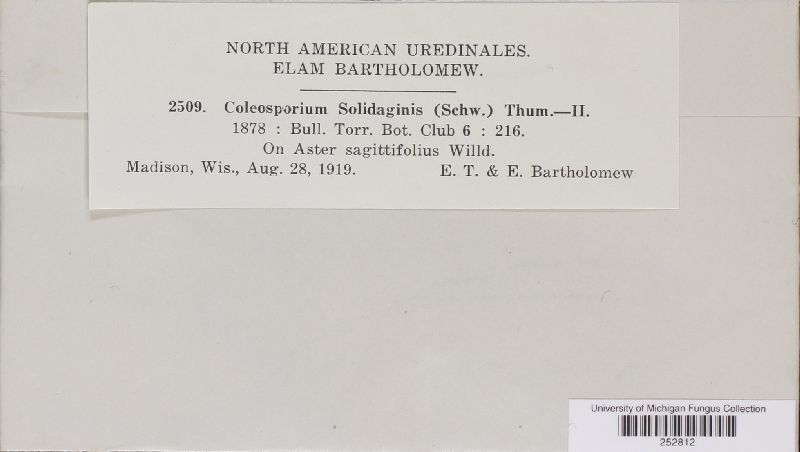 NORTH AMERICAN UREDINALES.
ELAM BARTHOLOMEW.
2509. Coleosporium Solidaginis (Schw.) Thum.—II.
1878 : Bull. Torr. Bot. Club 6 : 216.
On Aster sagittifolius Willd.
Madison, Wis., Aug. 28, 1919. E. T. & E. Bartholomew
University of Michigan Fungus Collection
252812